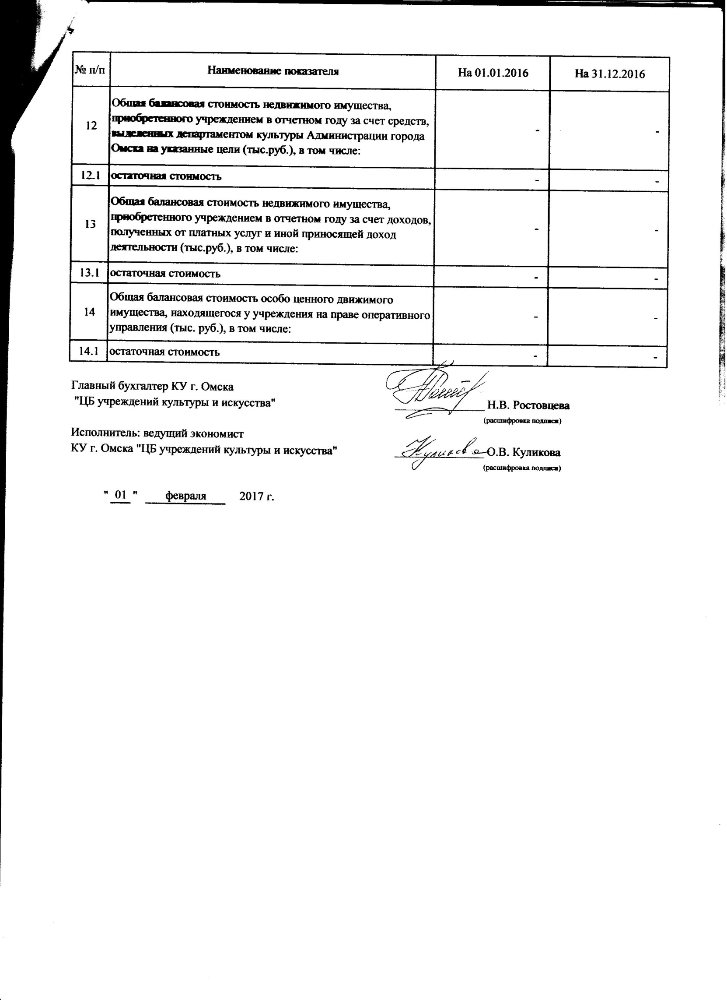 № п/п Наименование показателя На 01.01.2016 На 31.12.2016
Общая балансовая стоимость недвижимого имущества,
приобретенного учреждением в отчетном году за счет средств,
12 - -
выделенных департаментом культуры Администрации города
Омска на указанные цели (тыс.руб.), в том числе:
12.1 остаточная стоимость - -
Общая балансовая стоимость недвижимого имущества,
приобретенного учреждением в отчетном году за счет доходов,
13 - -
полученных от платных услуг и иной приносящей доход
деятельности (тыс.руб.), в том числе:
13.1 остаточная стоимость - -
Общая балансовая стоимость особо ценного движимого
14 имущества, находящегося у учреждения на праве оперативного - -
управления (тыс. руб.), в том числе:
14.1 остаточная стоимость - -
Главный бухгалтер КУ г. Омска
"ЦБ учреждений культуры и искусства" Н.В. Ростовцева
(расшифровка подписи)
Исполнитель: ведущий экономист
КУ г. Омска "ЦБ учреждений культуры и искусства" Куликова О.В. Куликова
(расшифровка подписи)
" 01 " февраля 2017 г.